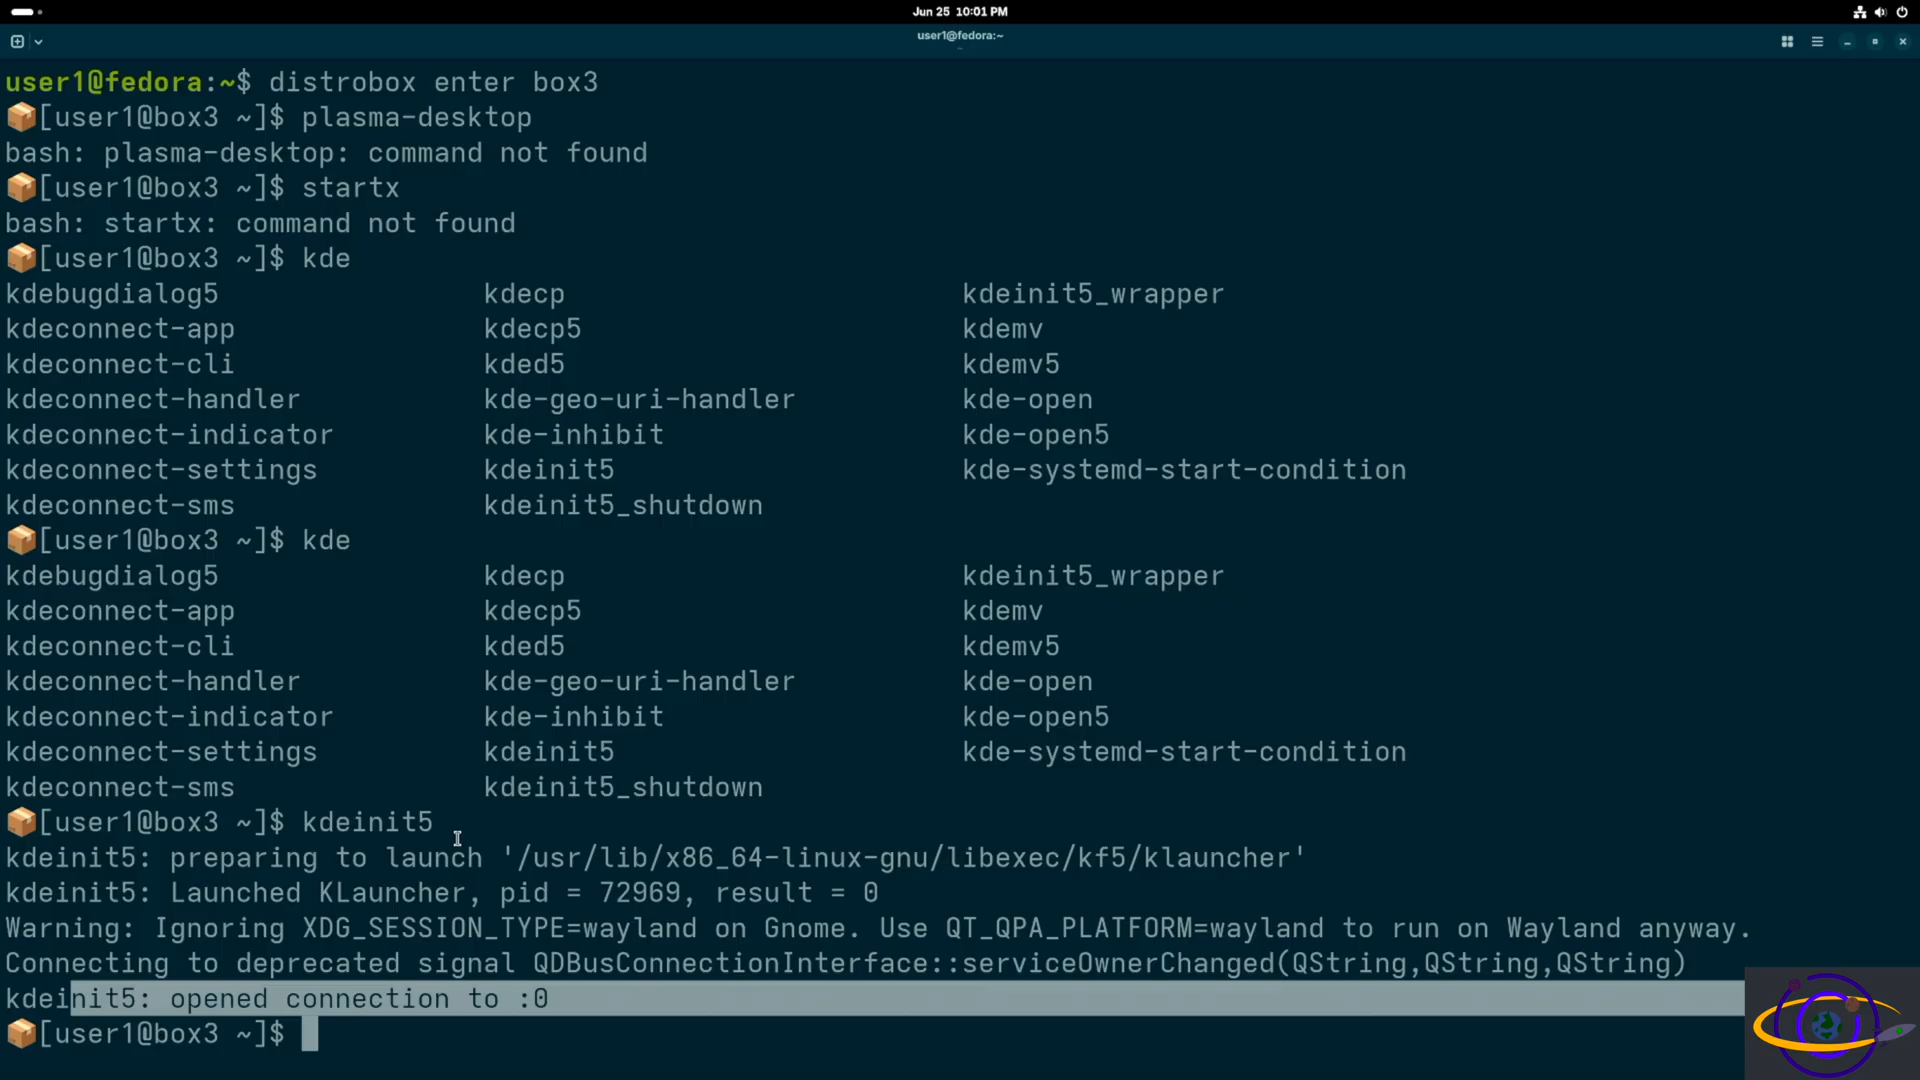 Jun 25 10:01 PM
user1@fedora:~
user1@fedora:~$ distrobox enter box3
[user1@box3 ~]$ plasma-desktop
bash: plasma-desktop: command not found
[user1@box3 ~]$ startx
bash: startx: command not found
[user1@box3 ~]$ kde
kdebugdialog5 kdecp kdeinit5_wrapper
kdeconnect-app kdecp5 kdemv
kdeconnect-cli kded5 kdemv5
kdeconnect-handler kde-geo-uri-handler kde-open
kdeconnect-indicator kde-inhibit kde-open5
kdeconnect-settings kdeinit5 kde-systemd-start-condition
kdeconnect-sms kdeinit5_shutdown
[user1@box3 ~]$ kde
kdebugdialog5 kdecp kdeinit5_wrapper
kdeconnect-app kdecp5 kdemv
kdeconnect-cli kded5 kdemv5
kdeconnect-handler kde-geo-uri-handler kde-open
kdeconnect-indicator kde-inhibit kde-open5
kdeconnect-settings kdeinit5 kde-systemd-start-condition
kdeconnect-sms kdeinit5_shutdown
[user1@box3 ~]$ kdeinit5
kdeinit5: preparing to launch '/usr/lib/x86_64-linux-gnu/libexec/kf5/klauncher'
kdeinit5: Launched KLauncher, pid = 72969, result = 0
Warning: Ignoring XDG_SESSION_TYPE=wayland on Gnome. Use QT_QPA_PLATFORM=wayland to run on Wayland anyway.
Connecting to deprecated signal QDBusConnectionInterface::serviceOwnerChanged(QString,QString,QString)
kdeinit5: opened connection to :0
[user1@box3 ~]$